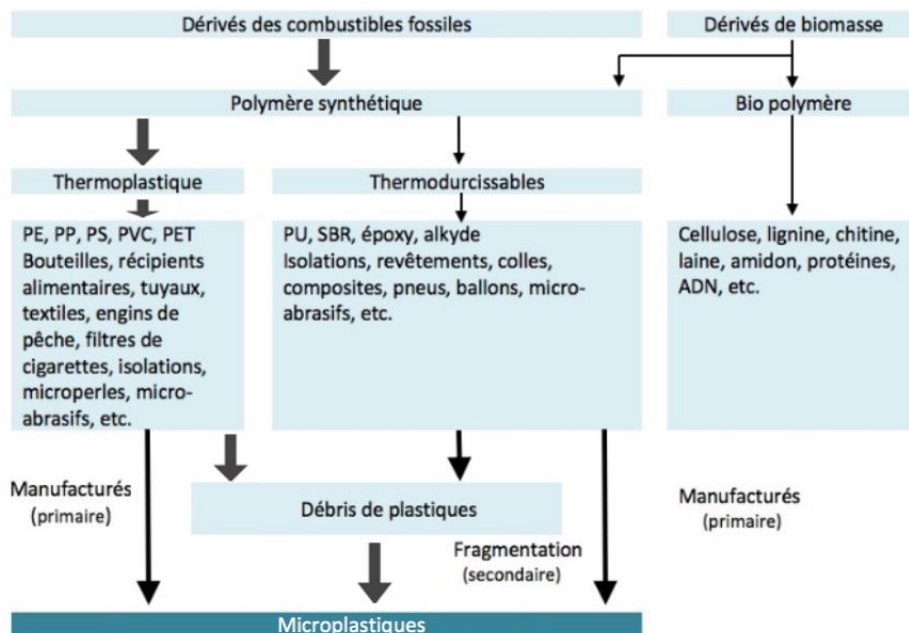 Dérivés des combustibles fossiles
Dérivés de biomasse
Polymère synthétique
Bio polymère
Thermoplastique
Thermodurcissables
PE, PP, PS, PVC, PET
Bouteilles, récipients
alimentaires, tuyaux,
textiles, engins de
pêche, filtres de
cigarettes, isolations,
microperles, micro-
abrasifs, etc.
PU, SBR, époxy, alkyde
Isolations, revêtements, colles,
composites, pneus, ballons, micro-
abrasifs, etc.
Cellulose, lignine, chitine,
laine, amidon, protéines,
ADN, etc.
Manufacturés
(primaire)
Débris de plastiques
Fragmentation
(secondaire)
Manufacturés
(primaire)
Microplastiques